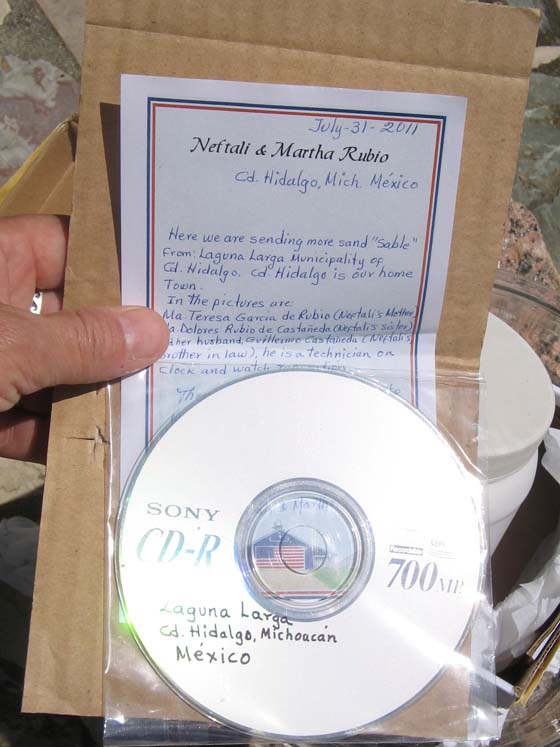 July-31-2011
Neftali & Martha Rubio
Cd. Hidalgo, Mich. México
Here we are sending more sand "Sable"
From: Laguna Larga Municipality of
Cd. Hidalgo. cd Hidalgo is our home
Town.
In the pictures are:
Ma. Teresa Garcia de Rubio (Neftali's Mother
Dolores Rubio de Castañeda (Neftali's Sister)
her husband, Guillermo Castañeda (Neftali's
brother in law), he is a technician on
Clock and watch
SONY
CD-R
700MB
Laguna Larga
Cd. Hidalgo, Michoacán
México